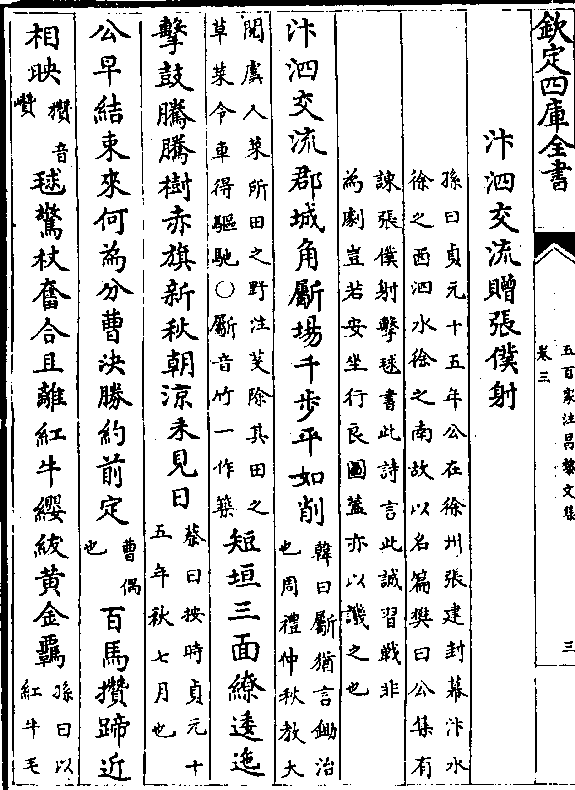 欽定四庫全書
五百家注昌黎文集
卷三
三
汴泗交流贈張僕射
孫曰貞元十五年公在徐州張建封幕汴水
徐之西泗水徐之南故以名篇樊曰公集有
諫張僕射擊毬書此詩言此誠習戰非
為劇豈若安坐行良圖蓋亦以譏之也
汴泗交流郡城角斸場千步平如削
韓曰斸猶言鋤治
也周禮仲秋教大
閱虞人萊所田之野注芟除其田之
草萊令車得驅馳〇斸音竹一作築
短垣三面繚逶迤
擊鼓騰騰樹赤旗新秋朝涼未見日
蔡曰按時貞元十
五年秋七月也
公早結束來何為分曹決勝約前定
曹偶
也
百馬攢蹄近
相映
攢音
囋
毬驚杖奮合且離紅牛纓紱黃金羈
孫曰以
紅牛毛